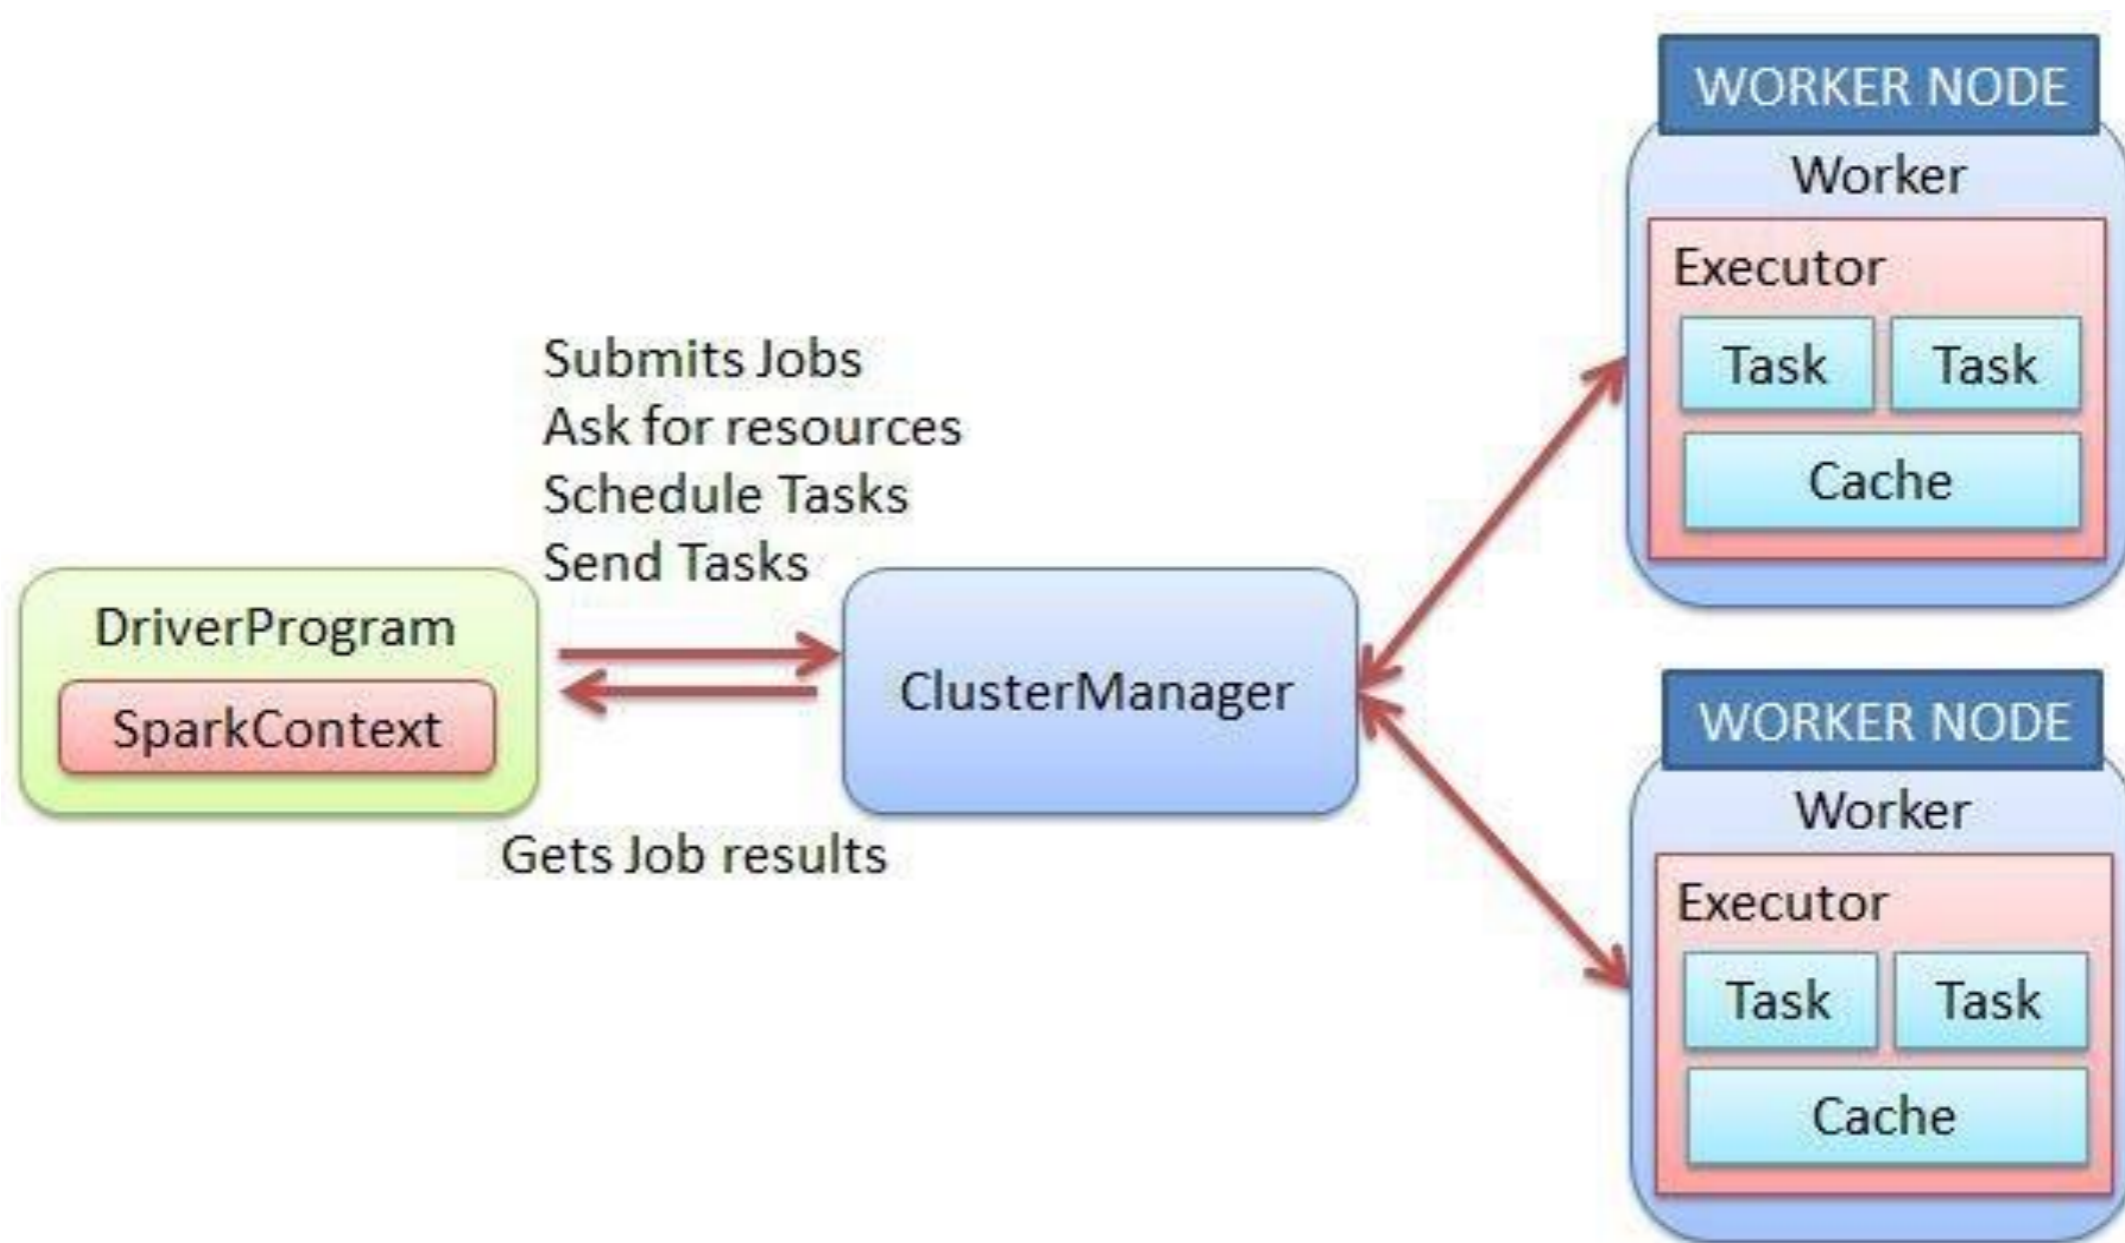 Submits Jobs
Ask for resources
Schedule Tasks
Send Tasks
DriverProgram
SparkContext
Gets Job results
ClusterManager
WORKER NODE
Worker
Executor
Task Task
Cache
WORKER NODE
Worker
Executor
Task Task
Cache